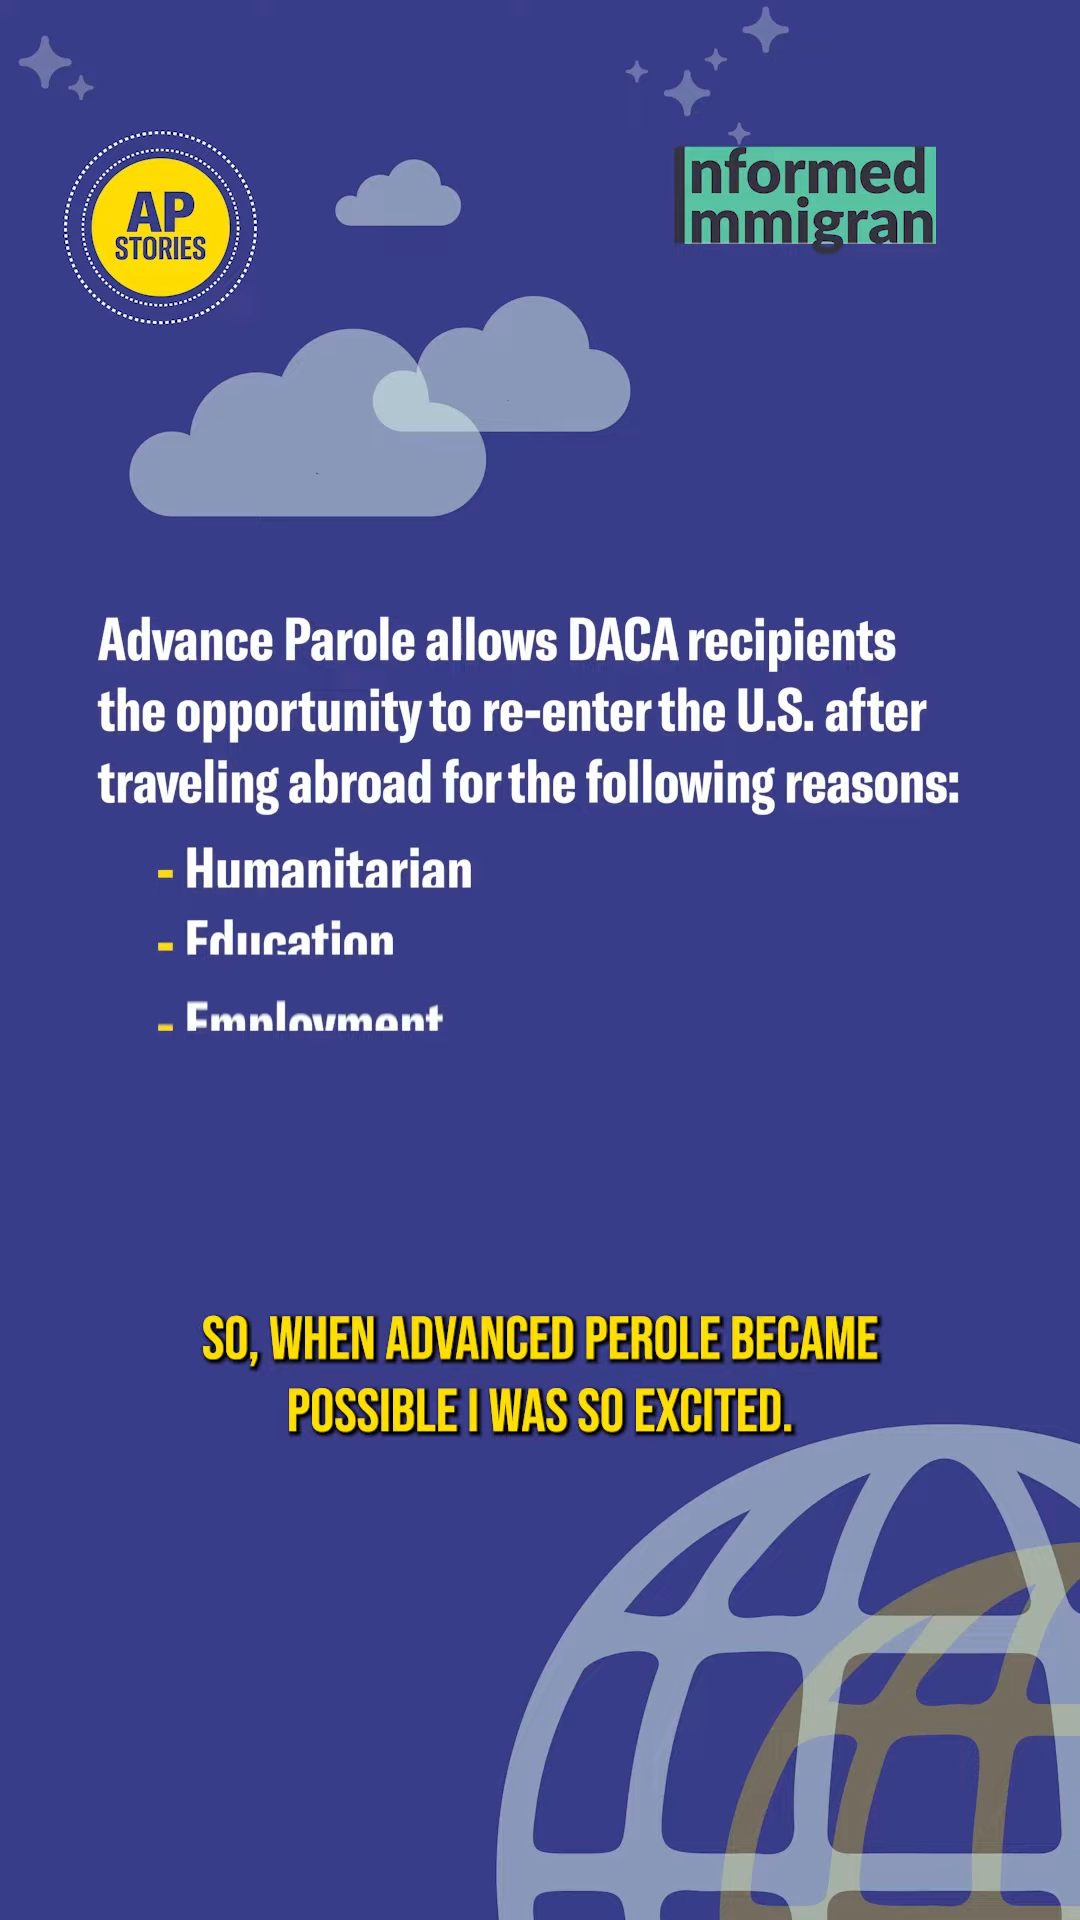 AP
STORIES
nformed
mmigran
Advance Parole allows DACA recipients
the opportunity to re-enter the U.S. after
traveling abroad for the following reasons:
- Humanitarian
- Education
- Employment
SO, WHEN ADVANCED PEROLE BECAME
POSSIBLE I WAS SO EXCITED.